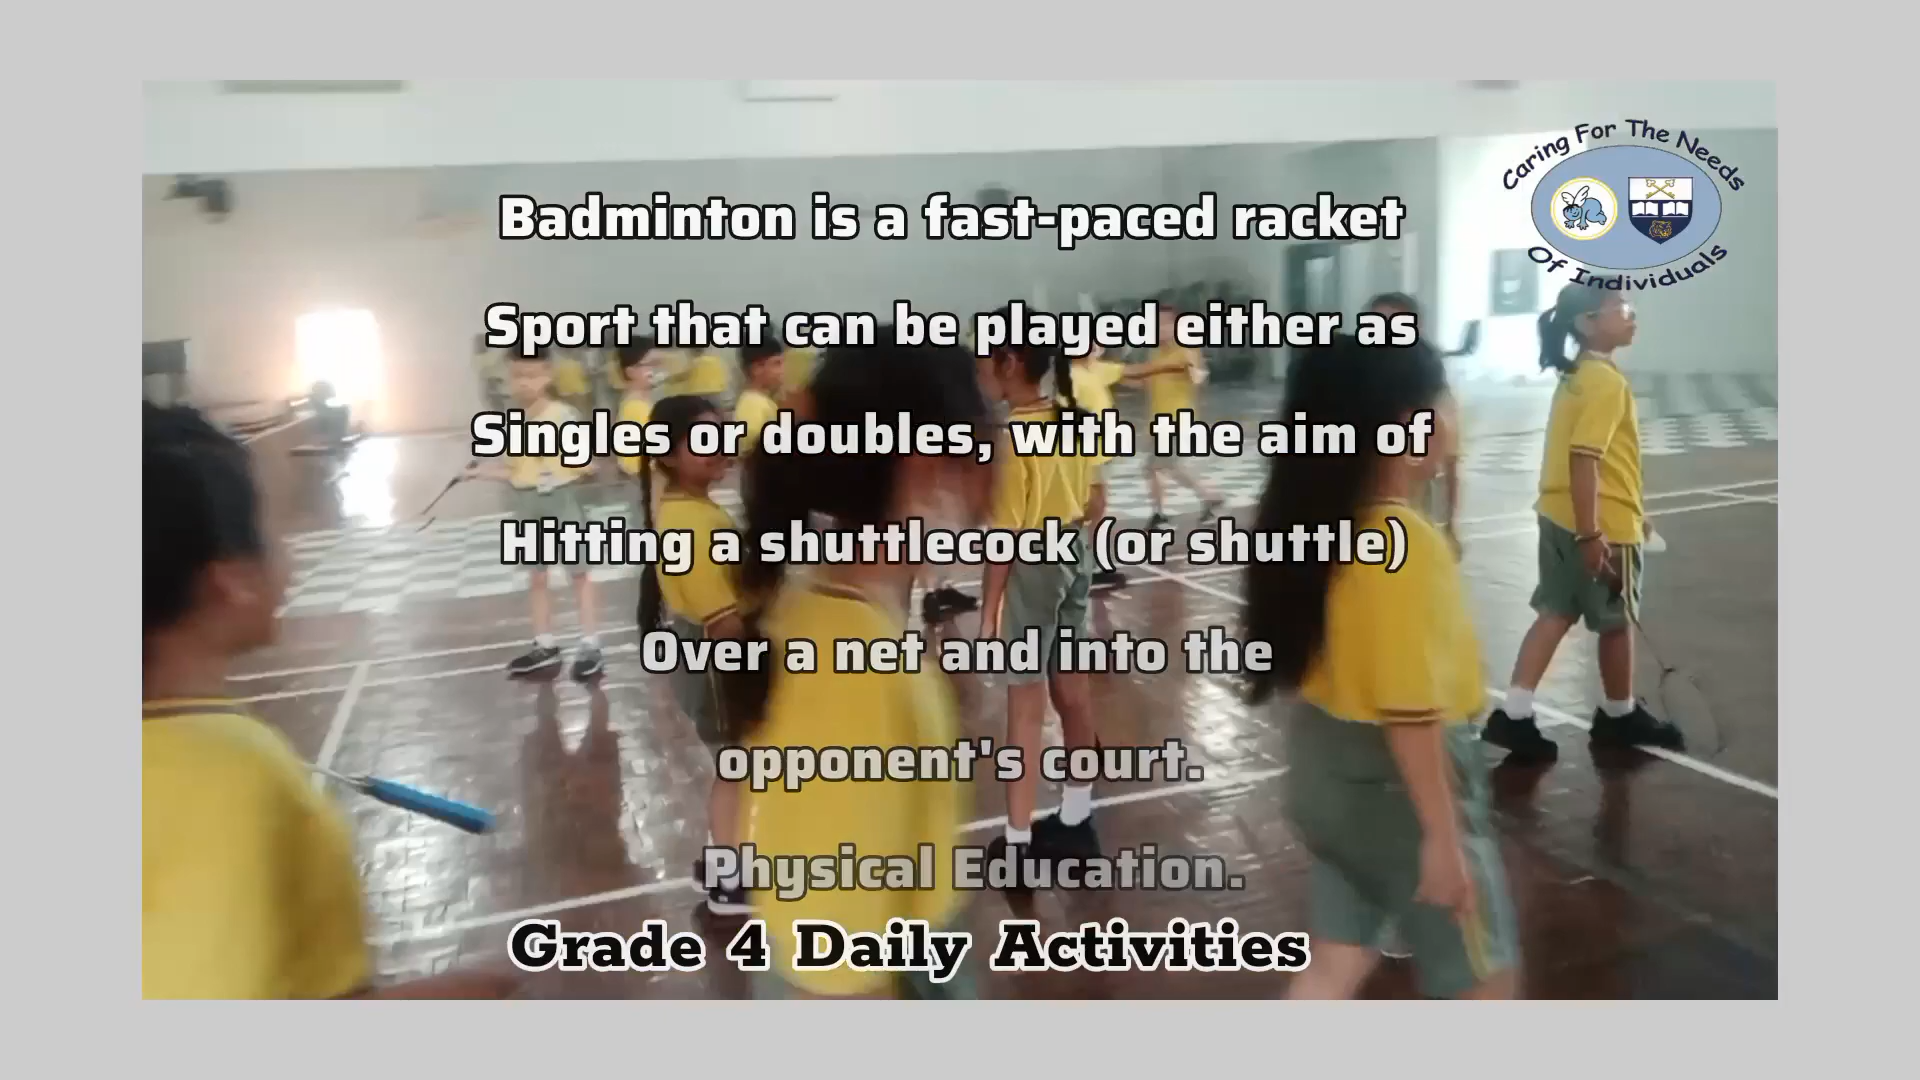 Caring For The Needs
Of Individuals
Badminton is a fast-paced racket
Sport that can be played either as
Singles or doubles, with the aim of
Hitting a shuttlecock (or shuttle)
Over a net and into the
opponent's court.
Physical Education.
Grade 4 Daily Activities